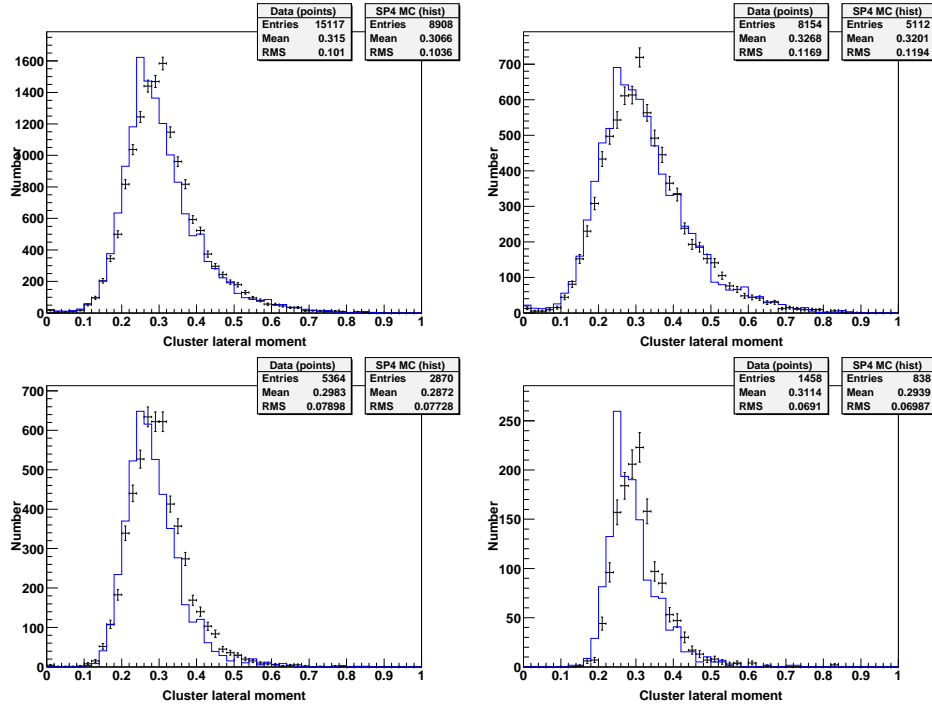 Data (points)
Entries 15117
Mean 0.315
RMS 0.101
SP4 MC (hist)
Entries 8908
Mean 0.3066
RMS 0.1036
Number
0 200 400 600 800 1000 1200 1400 1600
0 0.1 0.2 0.3 0.4 0.5 0.6 0.7 0.8 0.9 1
Cluster lateral moment
Data (points)
Entries 8154
Mean 0.3268
RMS 0.1169
SP4 MC (hist)
Entries 5112
Mean 0.3201
RMS 0.1194
Number
0 100 200 300 400 500 600 700
0 0.1 0.2 0.3 0.4 0.5 0.6 0.7 0.8 0.9 1
Cluster lateral moment
Data (points)
Entries 5364
Mean 0.2983
RMS 0.07898
SP4 MC (hist)
Entries 2870
Mean 0.2872
RMS 0.07728
Number
0 100 200 300 400 500 600 700
0 0.1 0.2 0.3 0.4 0.5 0.6 0.7 0.8 0.9 1
Cluster lateral moment
Data (points)
Entries 1458
Mean 0.3114
RMS 0.0691
SP4 MC (hist)
Entries 838
Mean 0.2939
RMS 0.06987
Number
0 50 100 150 200 250
0 0.1 0.2 0.3 0.4 0.5 0.6 0.7 0.8 0.9 1
Cluster lateral moment